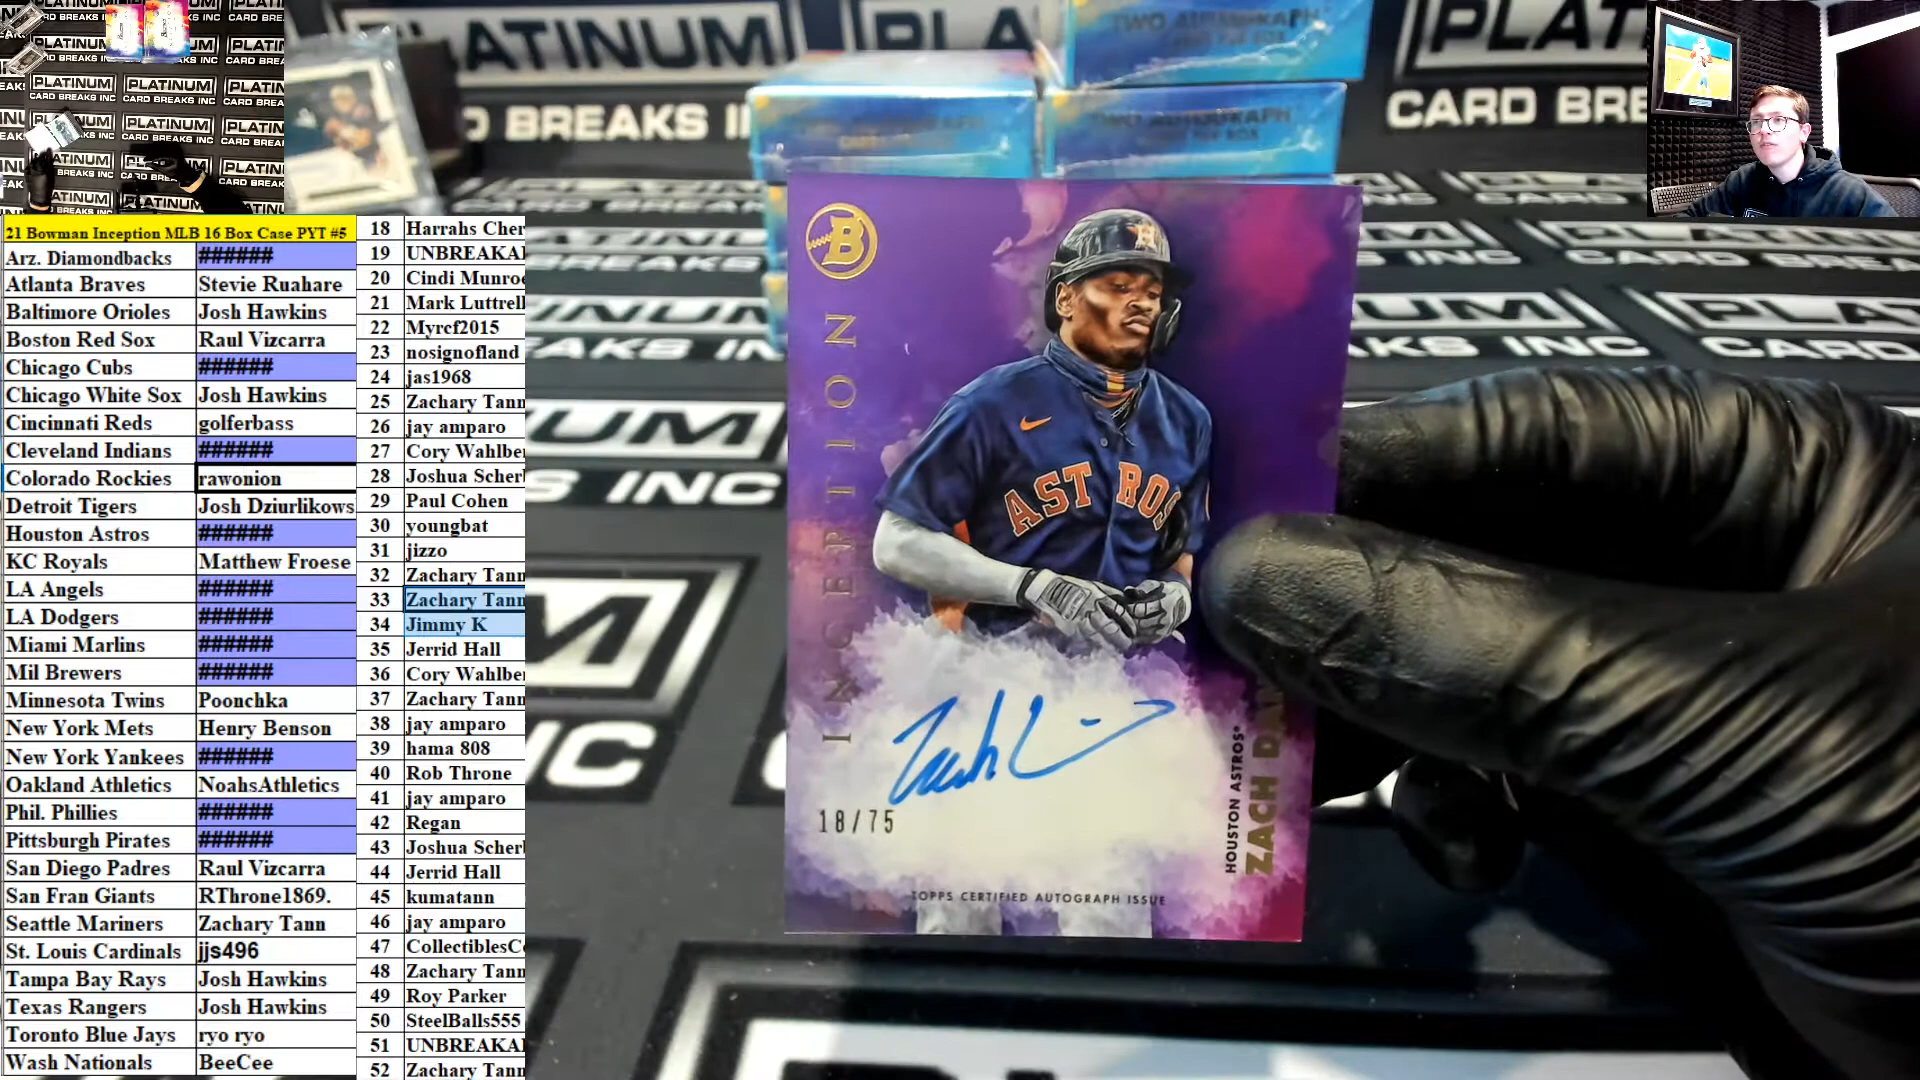 21 Bowman Inception MLB 16 Box Case PYT #5
Arz. Diamondbacks ######
Atlanta Braves Stevie Ruahare
Baltimore Orioles Josh Hawkins
Boston Red Sox Raul Vizcarra
Chicago Cubs ######
Chicago White Sox Josh Hawkins
Cincinnati Reds golferbass
Cleveland Indians ######
Colorado Rockies rawonion
Detroit Tigers Josh Dziurlikows
Houston Astros ######
KC Royals Matthew Froese
LA Angels ######
LA Dodgers ######
Miami Marlins ######
Mil Brewers ######
Minnesota Twins Poonchka
New York Mets Henry Benson
New York Yankees ######
Oakland Athletics NoahsAthletics
Phil. Phillies ######
Pittsburgh Pirates ######
San Diego Padres Raul Vizcarra
San Fran Giants RThrone1869.
Seattle Mariners Zachary Tann
St. Louis Cardinals jjs496
Tampa Bay Rays Josh Hawkins
Texas Rangers Josh Hawkins
Toronto Blue Jays ryo ryo
Wash Nationals BeeCee
18 Harrahs Cher
19 UNBREAKA
20 Cindi Munroe
21 Mark Luttrell
22 Myrcf2015
23 nosignofland
24 jas1968
25 Zachary Tann
26 jay amparo
27 Cory Wahlbe
28 Joshua Scher
29 Paul Cohen
30 youngbat
31 jizzo
32 Zachary Tann
33 Zachary Tann
34 Jimmy K
35 Jerrid Hall
36 Cory Wahlbe
37 Zachary Tann
38 jay amparo
39 hama 808
40 Rob Throne
41 jay amparo
42 Regan
43 Joshua Scher
44 Jerrid Hall
45 kumatann
46 jay amparo
47 CollectiblesC
48 Zachary Tann
49 Roy Parker
50 SteelBalls555
51 UNBREAKA
52 Zachary Tann
PLATINUM
CARD BREAKS INC
TWO AUTOGRAPH
TWO AUTOGRAPH
B
INCEPTION
ASTROS
18/75
HOUSTON ASTROS
ZACH DA
TOPPS CERTIFIED AUTOGRAPH ISSUE